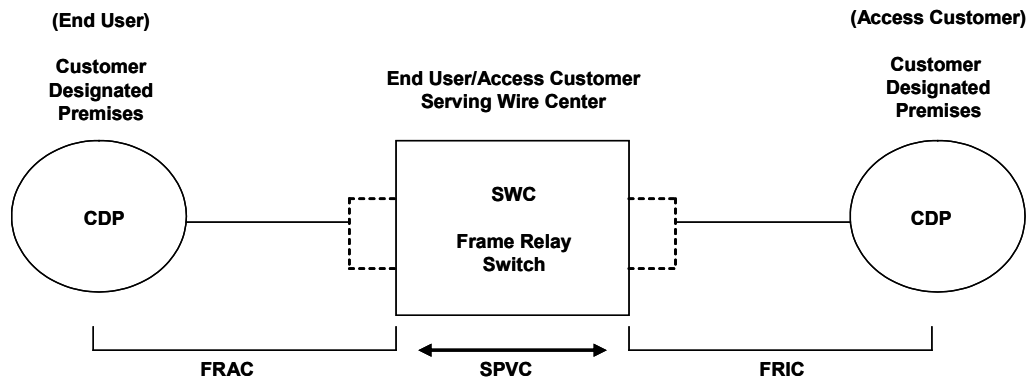 (End User)
Customer
Designated
Premises
End User/Access Customer
Serving Wire Center
(Access Customer)
Customer
Designated
Premises
CDP
SWC
Frame Relay
Switch
CDP
FRAC
SPVC
FRIC